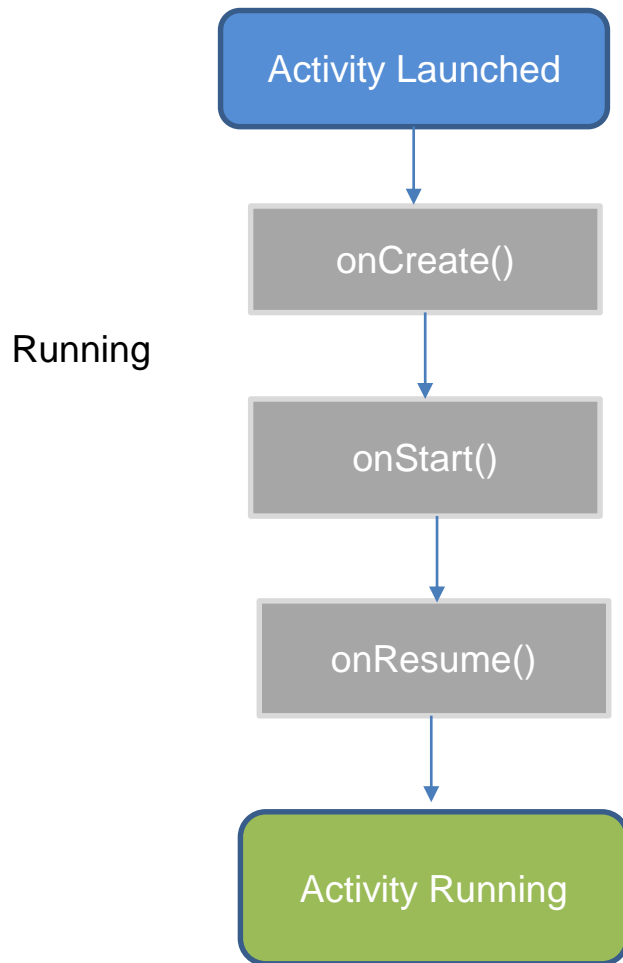 Activity Launched
onCreate()
Running
onStart()
onResume()
Activity Running